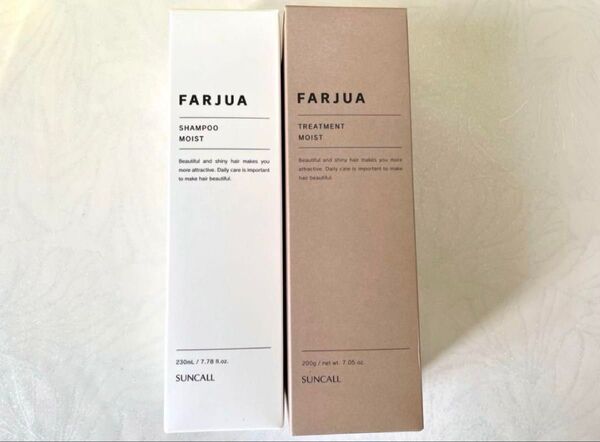 FARJUA
SHAMPOO
MOIST
Beautiful and shiny hair makes you
more attractive. Daily care is important
to make hair beautiful.
230mL / 7.78 fl.oz.
SUNCALL
FARJUA
TREATMENT
MOIST
Beautiful and shiny hair makes you more
attractive. Daily care is important to make
hair beautiful.
200g / net wt. 7.05 oz.
SUNCALL